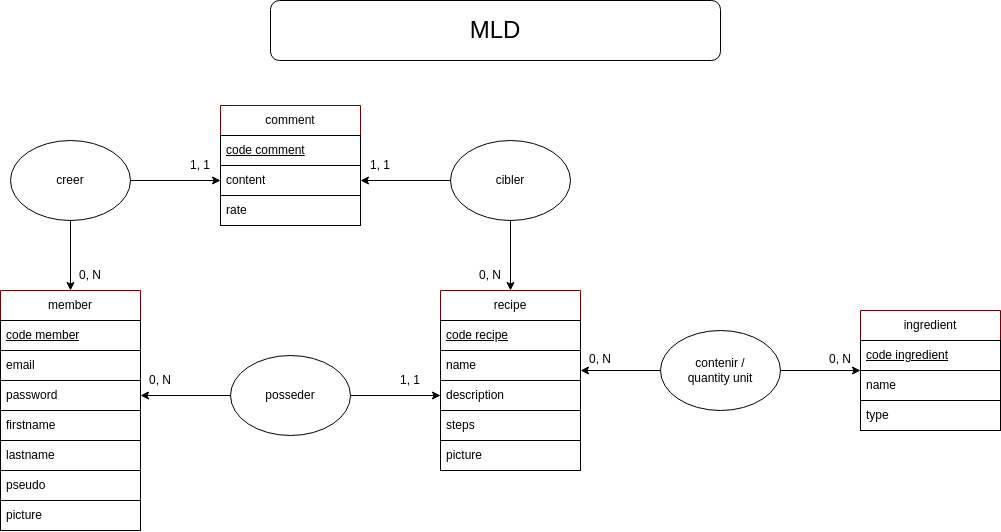 MLD
comment
code comment
content
rate
creer
1, 1
1, 1
cibler
0, N
0, N
member
code member
email
password
firstname
lastname
pseudo
picture
0, N
posseder
1, 1
recipe
code recipe
name
description
steps
picture
0, N
contenir /
quantity unit
0, N
ingredient
code ingredient
name
type